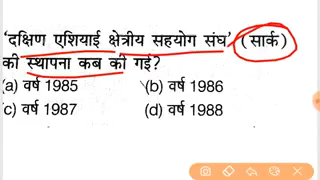 'दक्षिण एशियाई क्षेत्रीय सहयोग संघ' (सार्क)
की स्थापना कब की गई?
(a) वर्ष 1985 (b) वर्ष 1986
(c) वर्ष 1987 (d) वर्ष 1988